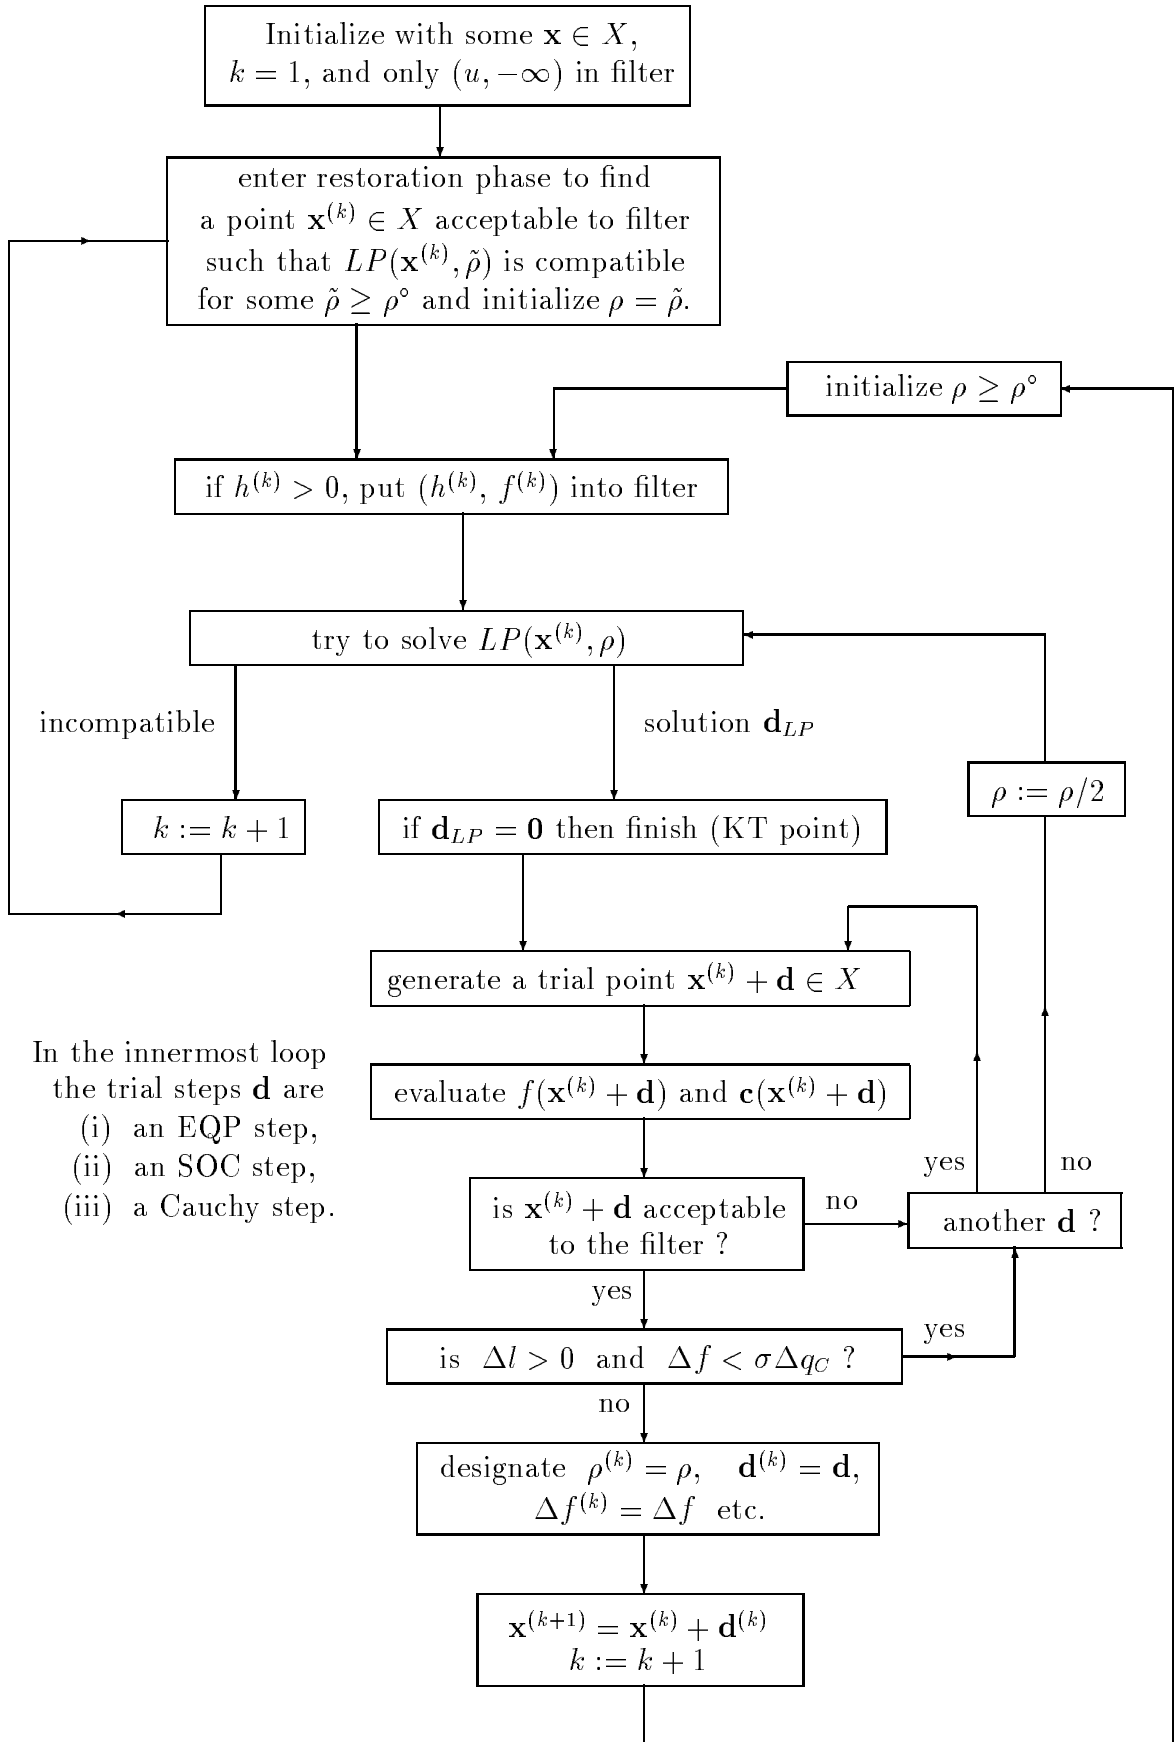 Initialize with some 𝐱 ∈ X,
k = 1, and only (u, −∞) in filter
enter restoration phase to find
a point 𝐱^(k) ∈ X acceptable to filter
such that LP(𝐱^(k), ρ̃) is compatible
for some ρ̃ ≥ ρ° and initialize ρ = ρ̃.
initialize ρ ≥ ρ°
if h^(k) > 0, put (h^(k), f^(k)) into filter
try to solve LP(𝐱^(k), ρ)
incompatible
solution 𝐝_LP
ρ := ρ/2
k := k + 1
if 𝐝_LP = 𝟎 then finish (KT point)
generate a trial point 𝐱^(k) + 𝐝 ∈ X
In the innermost loop
the trial steps 𝐝 are
(i) an EQP step,
(ii) an SOC step,
(iii) a Cauchy step.
evaluate f(𝐱^(k) + 𝐝) and 𝐜(𝐱^(k) + 𝐝)
yes
no
is 𝐱^(k) + 𝐝 acceptable
to the filter ?
no
another 𝐝 ?
yes
is Δl > 0 and Δf < σΔq_C ?
yes
no
designate ρ^(k) = ρ, 𝐝^(k) = 𝐝,
Δf^(k) = Δf etc.
𝐱^(k+1) = 𝐱^(k) + 𝐝^(k)
k := k + 1